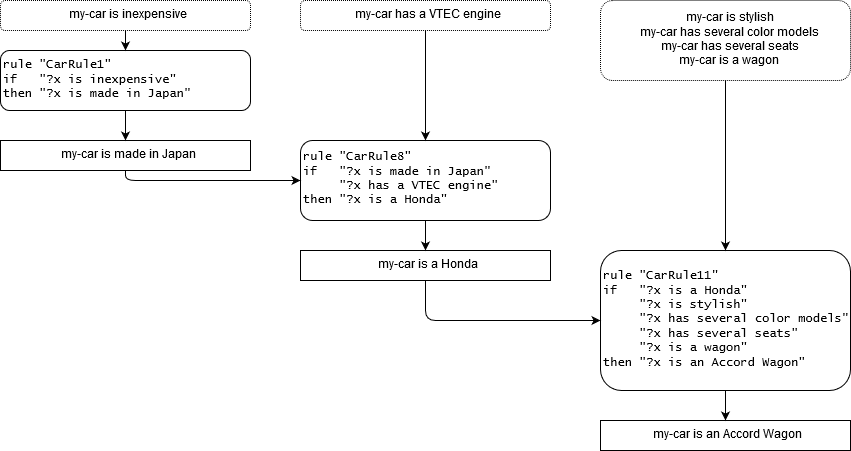 my-car is inexpensive
rule "CarRule1"
if   "?x is inexpensive"
then "?x is made in Japan"
my-car is made in Japan
my-car has a VTEC engine
rule "CarRule8"
if   "?x is made in Japan"
     "?x has a VTEC engine"
then "?x is a Honda"
my-car is a Honda
my-car is stylish
my-car has several color models
my-car has several seats
my-car is a wagon
rule "CarRule11"
if   "?x is a Honda"
     "?x is stylish"
     "?x has several color models"
     "?x has several seats"
     "?x is a wagon"
then "?x is an Accord Wagon"
my-car is an Accord Wagon